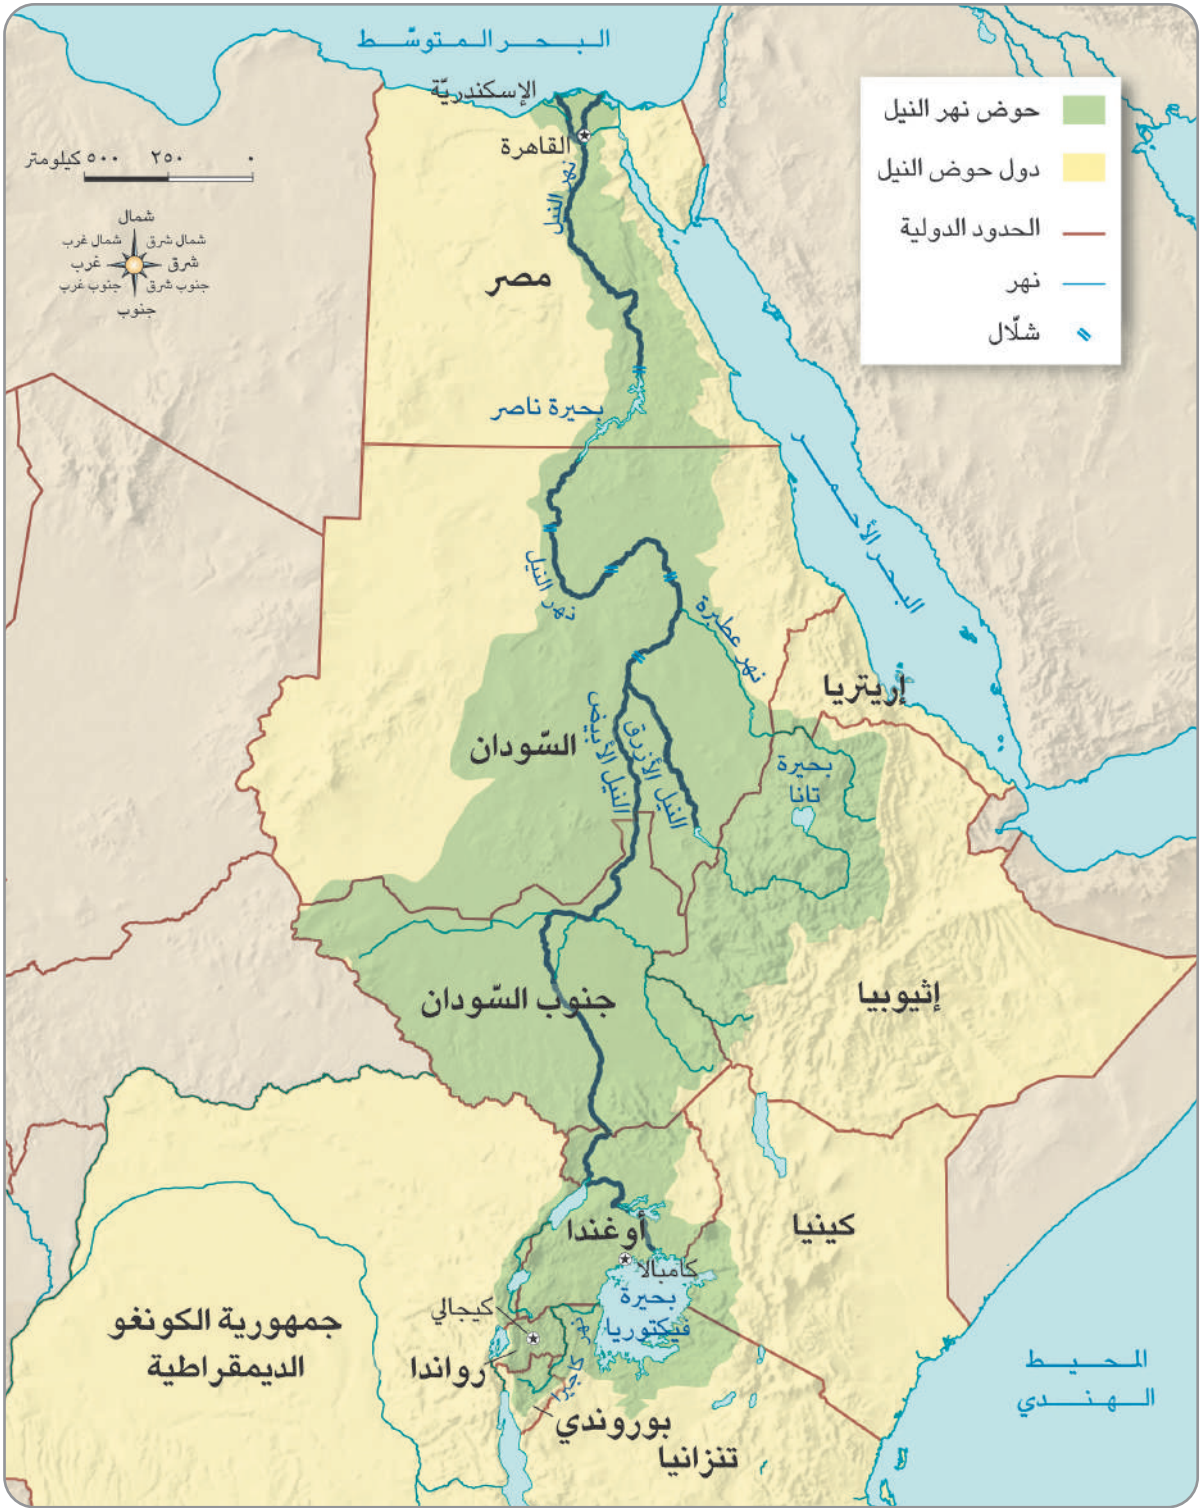 البحر المتوسّط
الإسكندريّة
القاهرة
نهر النيل
حوض نهر النيل
دول حوض النيل
الحدود الدولية
نهر
شلّال
٥٠٠ كيلومتر
٢٥٠
٠
شمال
شمال شرق
شمال غرب
شرق
غرب
جنوب شرق
جنوب غرب
جنوب
مصر
بحيرة ناصر
البحر الأحمر
نهر النيل
نهر عطبرة
إريتريا
السّودان
النيل الأبيض
النيل الأزرق
بحيرة
تانا
إثيوبيا
جنوب السّودان
أوغندا
كينيا
كامبالا
بحيرة
فيكتوريا
كيجالي
نهر كاجيرا
جمهورية الكونغو
الديمقراطية
رواندا
بوروندي
تنزانيا
المحيط
الهندي